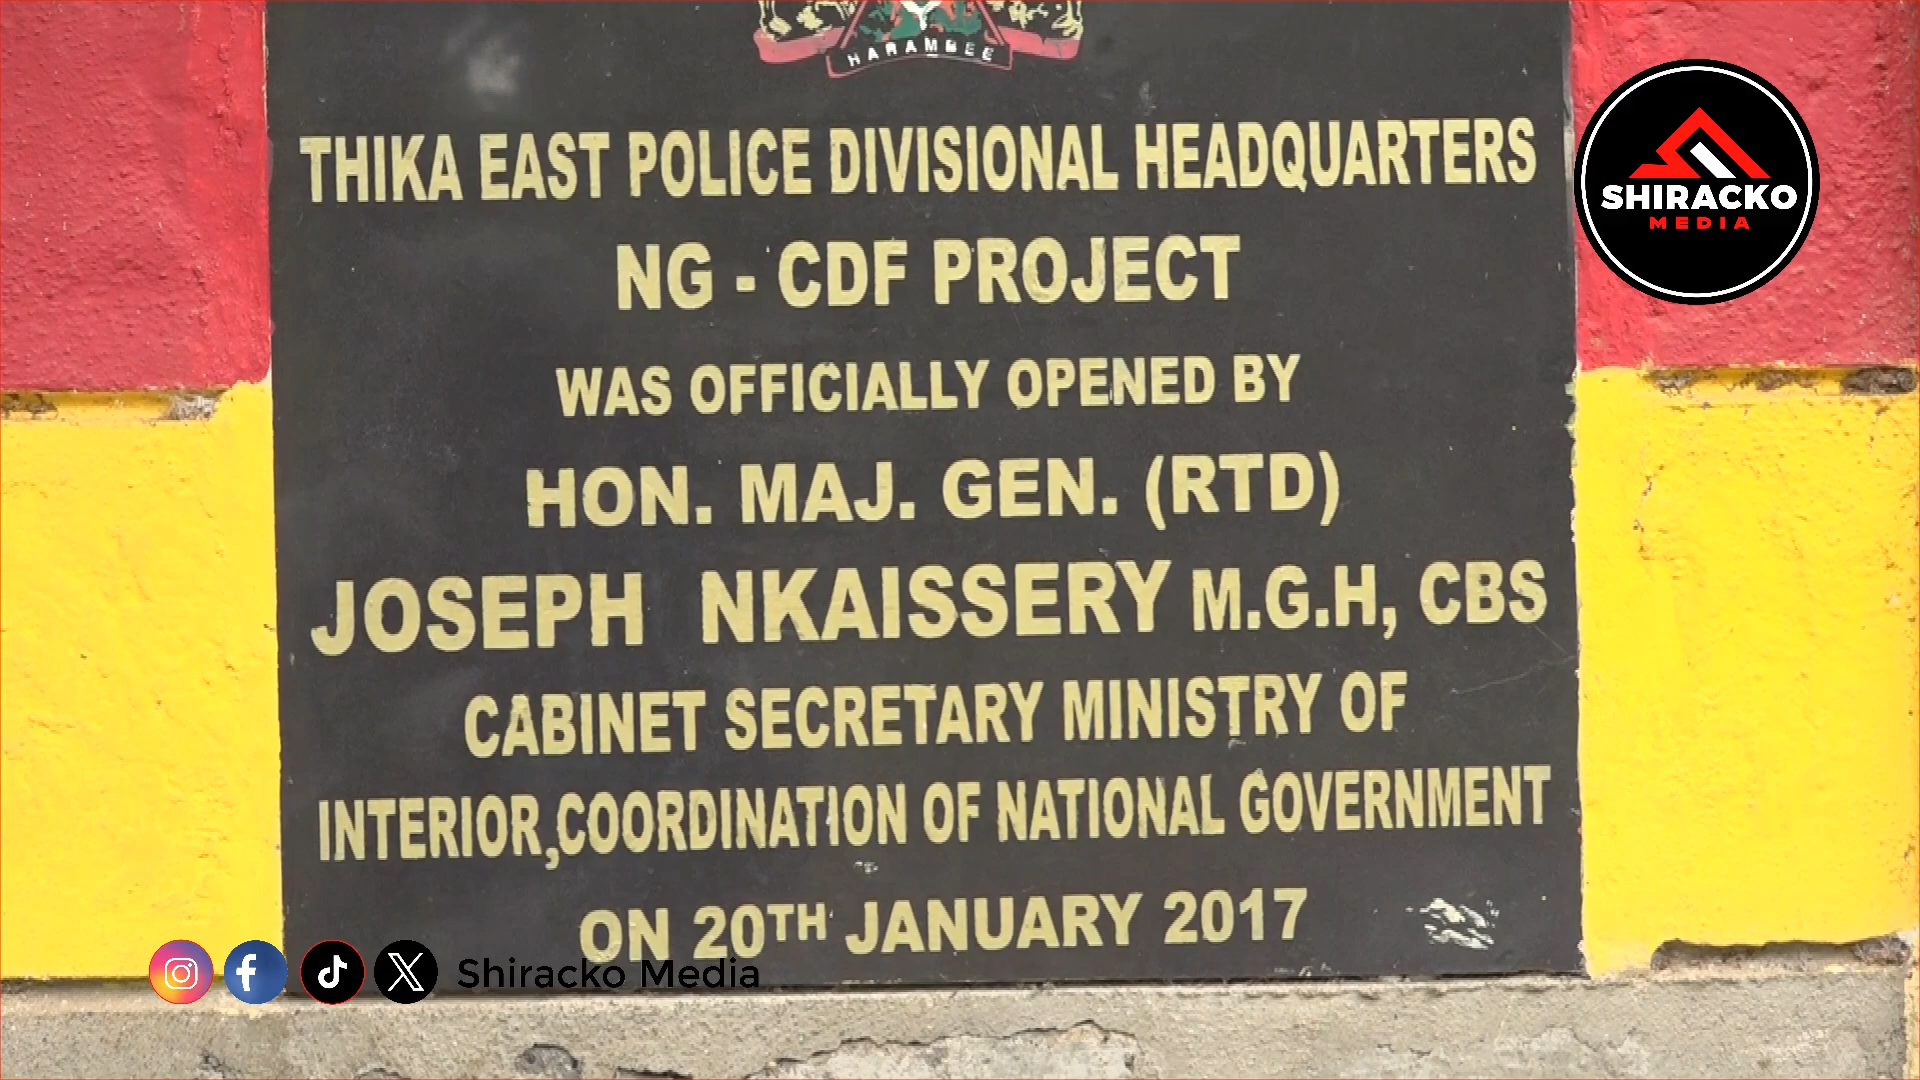 HARAMBEE
THIKA EAST POLICE DIVISIONAL HEADQUARTERS
NG - CDF PROJECT
WAS OFFICIALLY OPENED BY
HON. MAJ. GEN. (RTD)
JOSEPH NKAISSERY M.G.H, CBS
CABINET SECRETARY MINISTRY OF
INTERIOR,COORDINATION OF NATIONAL GOVERNMENT
ON 20TH JANUARY 2017
SHIRACKO
MEDIA
Shiracko Media